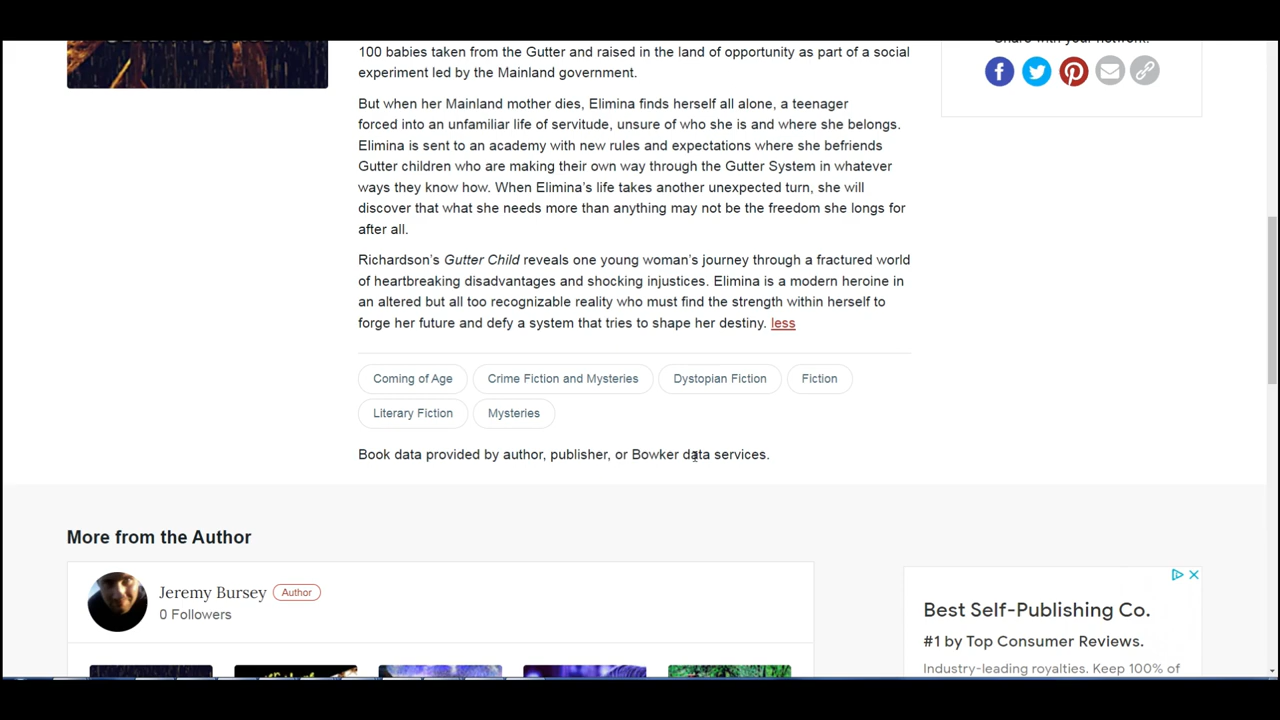 100 babies taken from the Gutter and raised in the land of opportunity as part of a social
experiment led by the Mainland government.
But when her Mainland mother dies, Elimina finds herself all alone, a teenager
forced into an unfamiliar life of servitude, unsure of who she is and where she belongs.
Elimina is sent to an academy with new rules and expectations where she befriends
Gutter children who are making their own way through the Gutter System in whatever
ways they know how. When Elimina's life takes another unexpected turn, she will
discover that what she needs more than anything may not be the freedom she longs for
after all.
Richardson's Gutter Child reveals one young woman's journey through a fractured world
of heartbreaking disadvantages and shocking injustices. Elimina is a modern heroine in
an altered but all too recognizable reality who must find the strength within herself to
forge her future and defy a system that tries to shape her destiny. less
Coming of Age Crime Fiction and Mysteries Dystopian Fiction Fiction
Literary Fiction Mysteries
Book data provided by author, publisher, or Bowker data services.
Share with your network:
More from the Author
Jeremy Bursey Author
0 Followers
Best Self-Publishing Co.
#1 by Top Consumer Reviews.
Industry-leading royalties. Keep 100% of